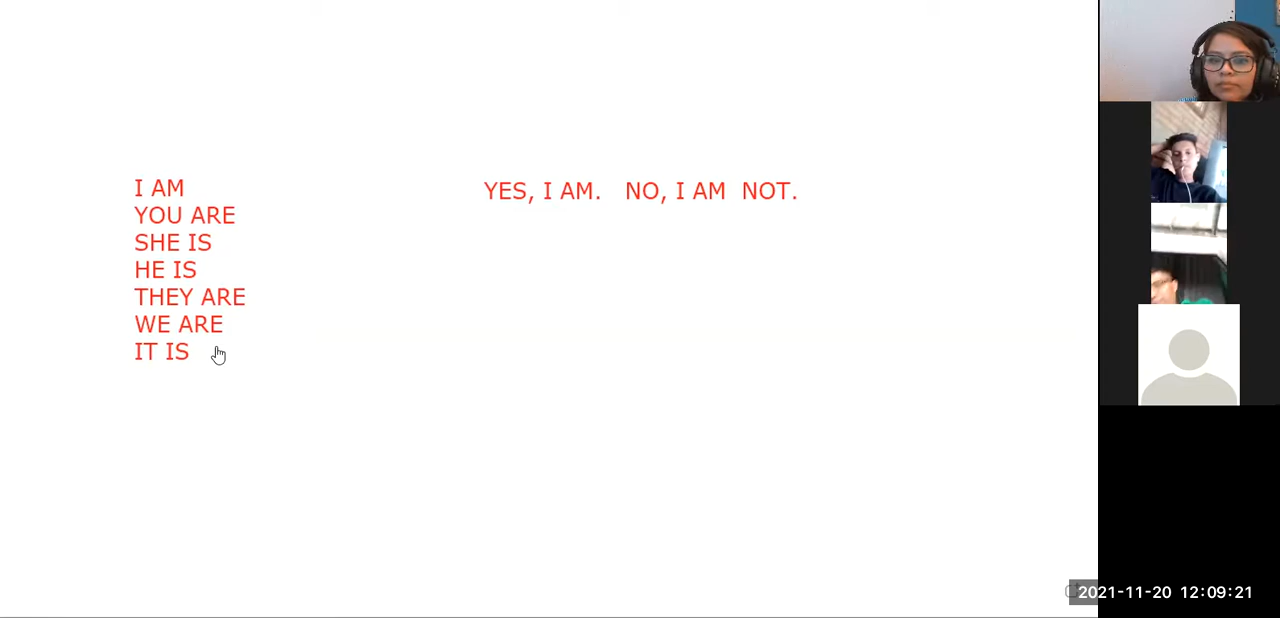 I AM
YOU ARE
SHE IS
HE IS
THEY ARE
WE ARE
IT IS
YES, I AM.   NO, I AM  NOT.
2021-11-20 12:09:21